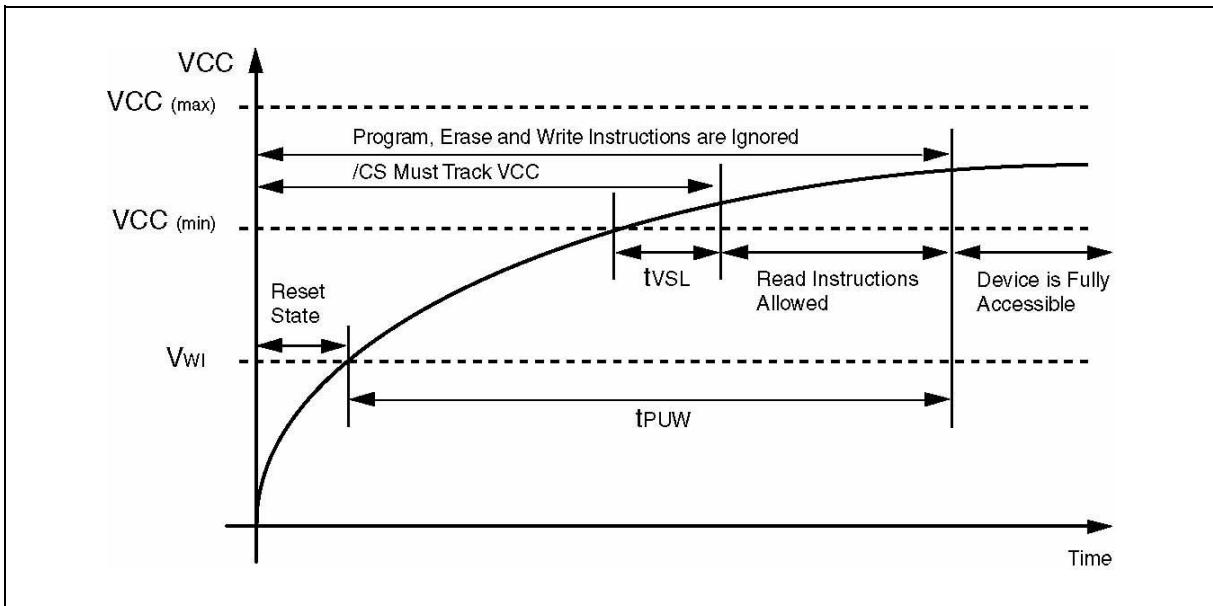 VCC
VCC (max)
Program, Erase and Write Instructions are Ignored
/CS Must Track VCC
VCC (min)
tVSL
Read Instructions
Allowed
Device is Fully
Accessible
Reset
State
VWI
tPUW
Time